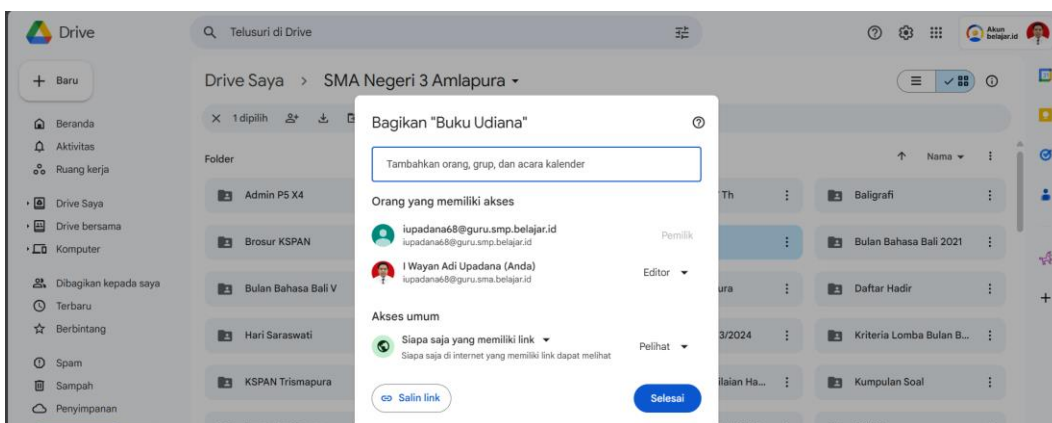 Drive
Telusuri di Drive
Akun
belajar.id
Baru
Drive Saya > SMA Negeri 3 Amlapura
1 dipilih
Beranda
Aktivitas
Ruang kerja
Drive Saya
Drive bersama
Komputer
Dibagikan kepada saya
Terbaru
Berbintang
Spam
Sampah
Penyimpanan
Folder
Nama
Admin P5 X4
Th
Baligrafi
Brosur KSPAN
Bulan Bahasa Bali 2021
Bulan Bahasa Bali V
ura
Daftar Hadir
Hari Saraswati
3/2024
Kriteria Lomba Bulan B...
KSPAN Trismapura
ilaian Ha...
Kumpulan Soal
Bagikan "Buku Udiana"
Tambahkan orang, grup, dan acara kalender
Orang yang memiliki akses
iupadana68@guru.smp.belajar.id
iupadana68@guru.smp.belajar.id
Pemilik
I Wayan Adi Upadana (Anda)
iupadana68@guru.sma.belajar.id
Editor
Akses umum
Siapa saja yang memiliki link
Siapa saja di internet yang memiliki link dapat melihat
Pelihat
Salin link
Selesai